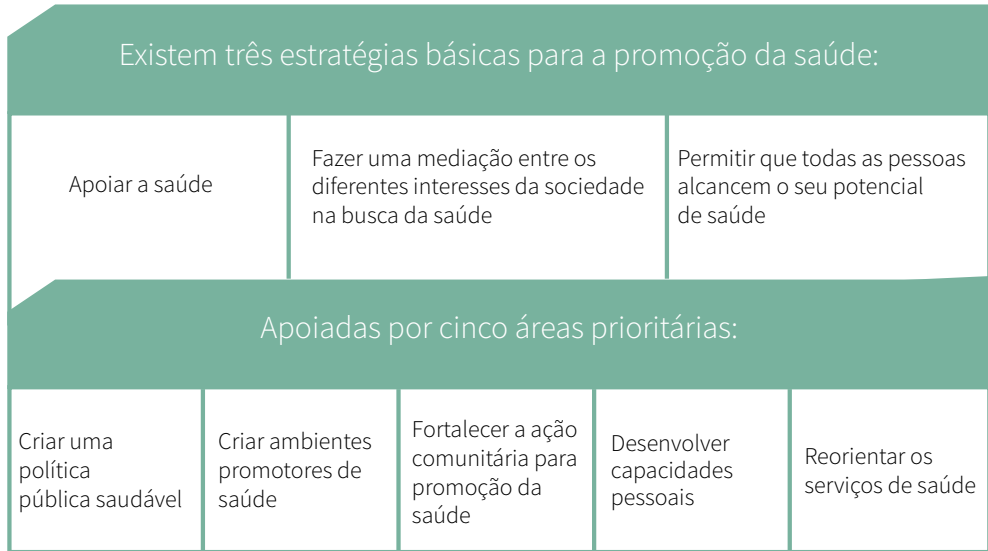 Existem três estratégias básicas para a promoção da saúde:
Apoiar a saúde
Fazer uma mediação entre os
diferentes interesses da sociedade
na busca da saúde
Permitir que todas as pessoas
alcancem o seu potencial
de saúde
Apoiadas por cinco áreas prioritárias:
Criar uma
política
pública saudável
Criar ambientes
promotores de
saúde
Fortalecer a ação
comunitária para
promoção da
saúde
Desenvolver
capacidades
pessoais
Reorientar os
serviços de saúde